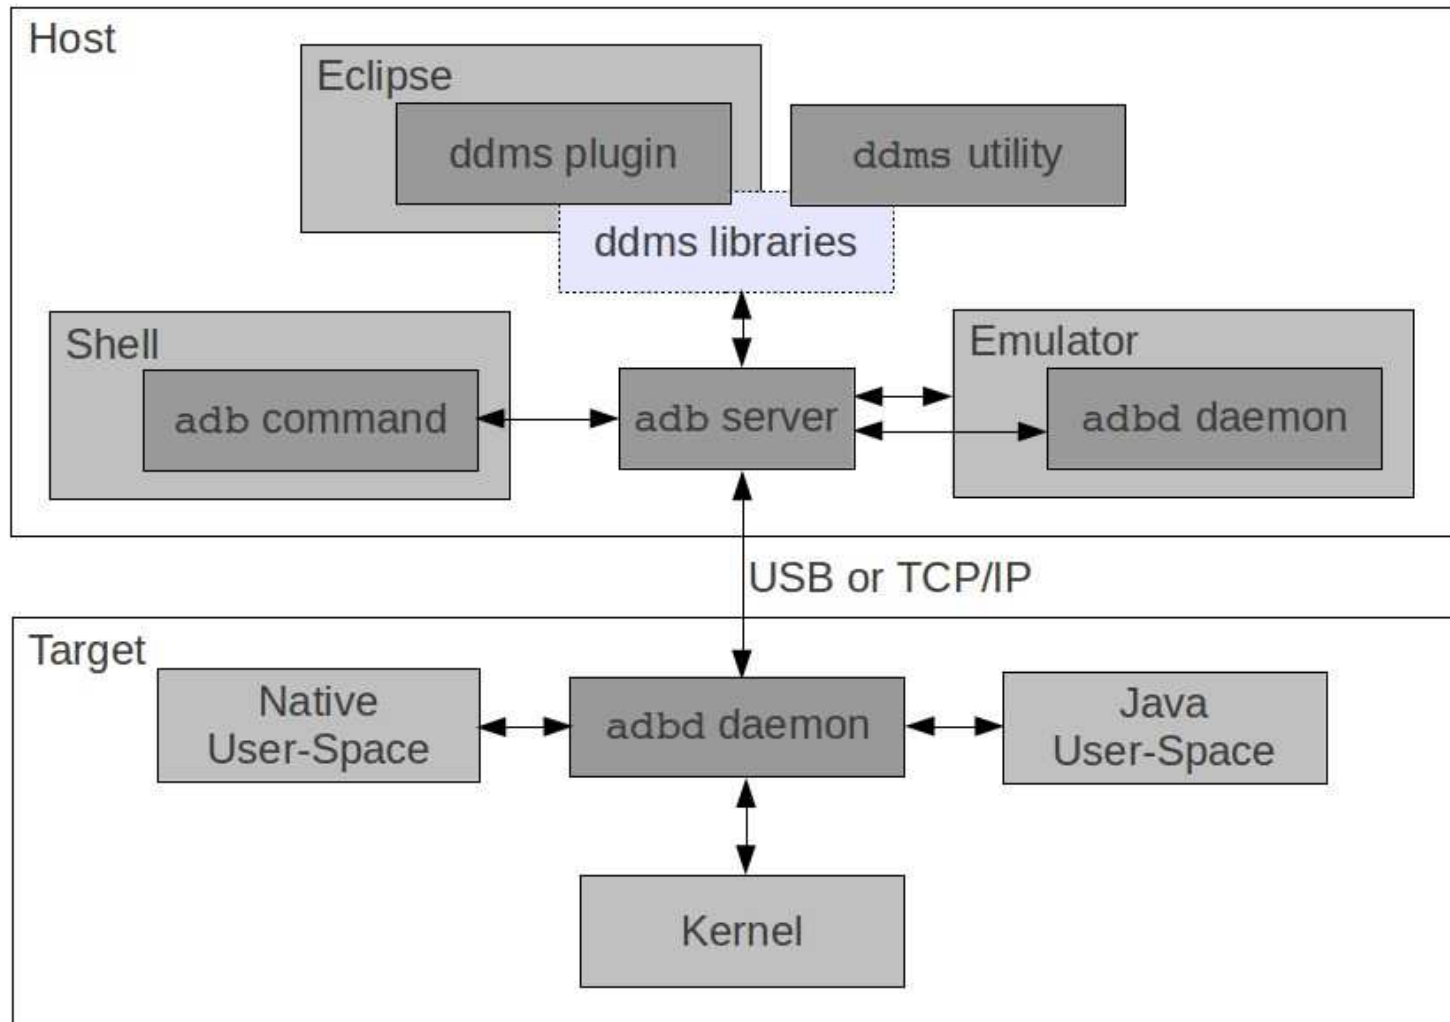 Host
Eclipse
ddms plugin
ddms utility
ddms libraries
Shell
adb command
adb server
Emulator
adbd daemon
USB or TCP/IP
Target
Native
User-Space
adbd daemon
Java
User-Space
Kernel